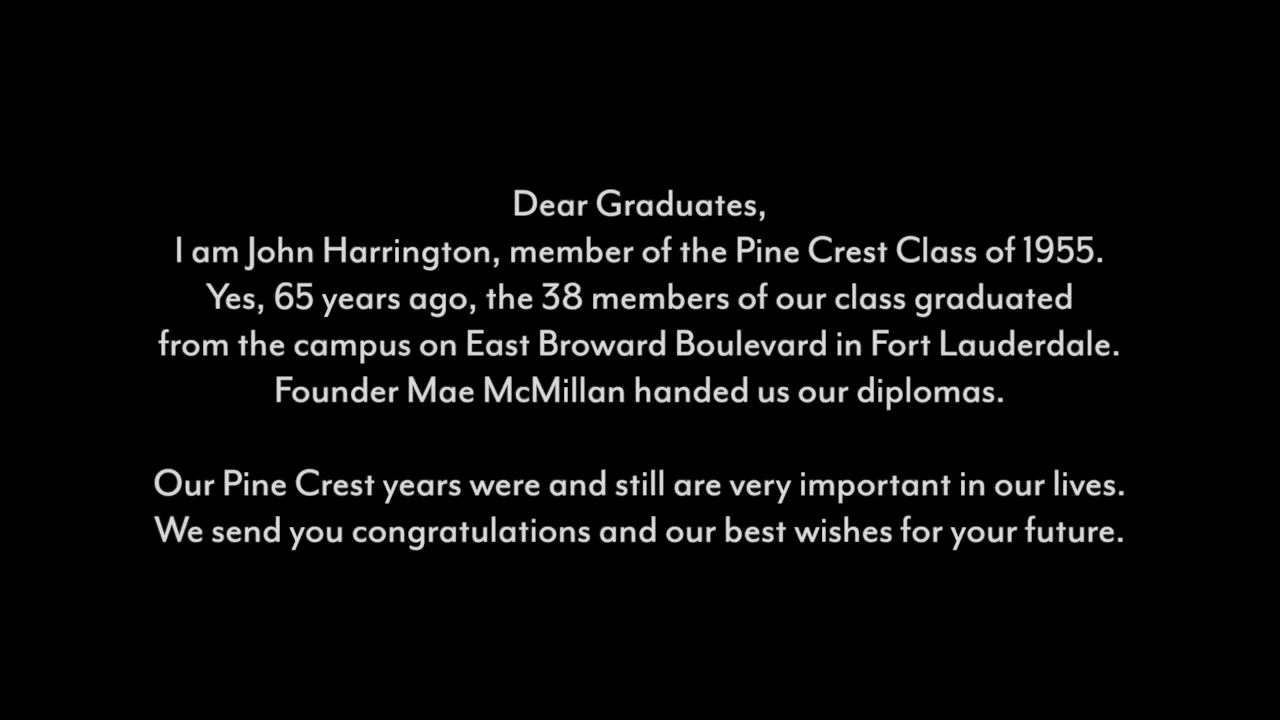 Dear Graduates,
I am John Harrington, member of the Pine Crest Class of 1955.
Yes, 65 years ago, the 38 members of our class graduated
from the campus on East Broward Boulevard in Fort Lauderdale.
Founder Mae McMillan handed us our diplomas.
Our Pine Crest years were and still are very important in our lives.
We send you congratulations and our best wishes for your future.